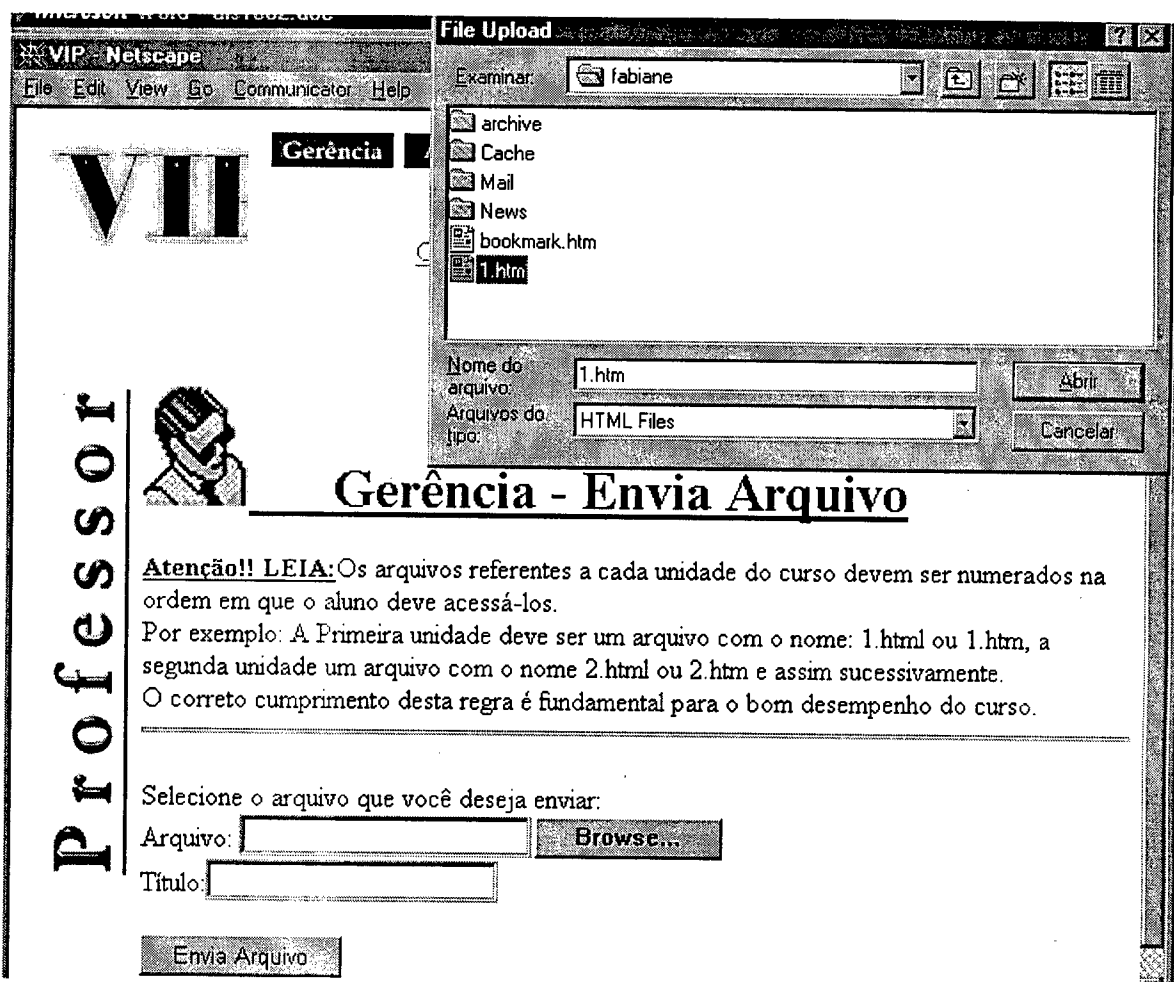 File Upload
VIP - Netscape
File Edit View Go Communicator Help
Examinar: fabiane
archive
Cache
Mail
News
bookmark.htm
1.htm
Nome do arquivo: 1.htm
Abrir
Arquivos do tipo: HTML Files
Cancelar
VII
Gerência
Professor
Gerência - Envia Arquivo
Atenção!! LEIA:Os arquivos referentes a cada unidade do curso devem ser numerados na
ordem em que o aluno deve acessá-los.
Por exemplo: A Primeira unidade deve ser um arquivo com o nome: 1.html ou 1.htm, a
segunda unidade um arquivo com o nome 2.html ou 2.htm e assim sucessivamente.
O correto cumprimento desta regra é fundamental para o bom desempenho do curso.
Selecione o arquivo que você deseja enviar:
Arquivo: Browse...
Título:
Envia Arquivo